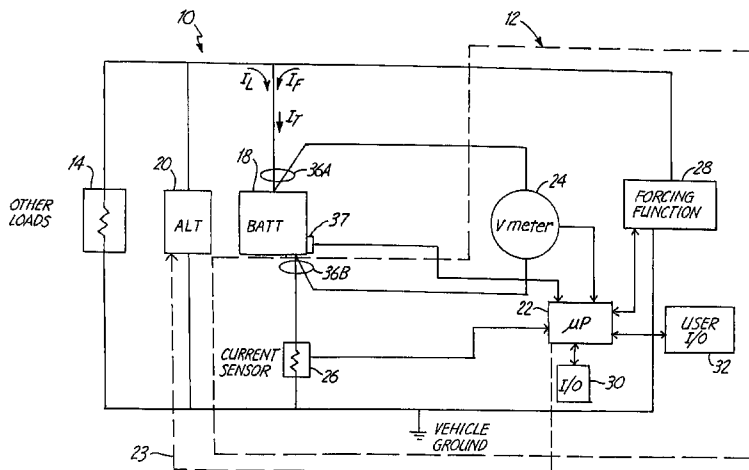 10
12
I_L
I_F
I_T
14
20
18
36A
24
28
OTHER
LOADS
ALT
BATT
37
V meter
FORCING
FUNCTION
36B
22
μP
USER
I/O
32
CURRENT
SENSOR
26
I/O
30
23
VEHICLE
GROUND